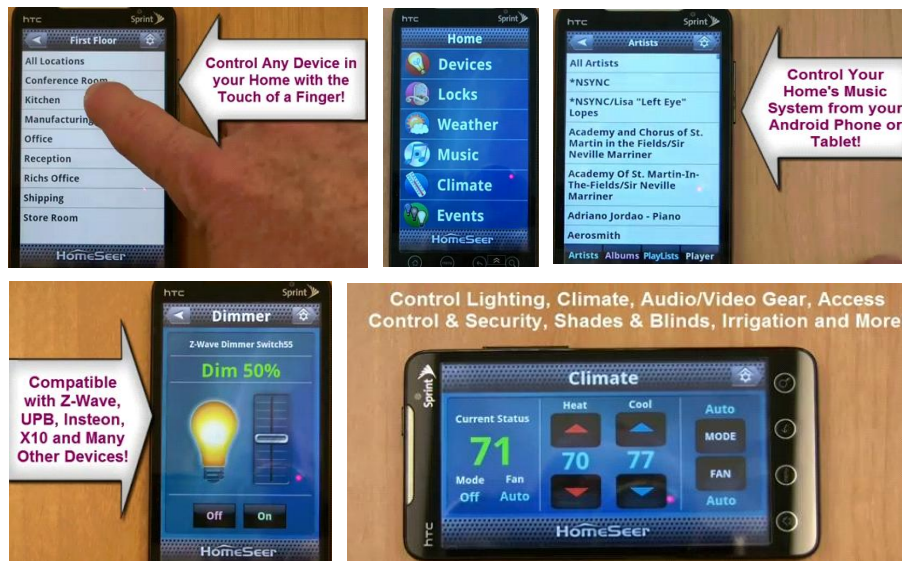 hTC Sprint
First Floor
All Locations
Conference Room
Kitchen
Manufacturing
Office
Reception
Richs Office
Shipping
Store Room
HomeSeer
Control Any Device in
your Home with the
Touch of a Finger!
hTC Sprint
Home
Devices
Locks
Weather
Music
Climate
Events
HomeSeer
hTC Sprint
Artists
All Artists
*NSYNC
*NSYNC/Lisa "Left Eye"
Lopes
Academy and Chorus of St.
Martin in the Fields/Sir
Neville Marriner
Academy Of St. Martin-In-
The-Fields/Sir Neville
Marriner
Adriano Jordao - Piano
Aerosmith
Artists Albums PlayLists Player
Control Your
Home's Music
System from your
Android Phone or
Tablet!
Compatible
with Z-Wave,
UPB, Insteon,
X10 and Many
Other Devices!
hTC Sprint
Dimmer
Z-Wave Dimmer Switch55
Dim 50%
Off On
HomeSeer
Control Lighting, Climate, Audio/Video Gear, Access
Control & Security, Shades & Blinds, Irrigation and More
Sprint
hTC
Climate
Current Status
71
Mode Fan
Off Auto
Heat Cool
70 77
Auto
MODE
FAN
Auto
HomeSeer